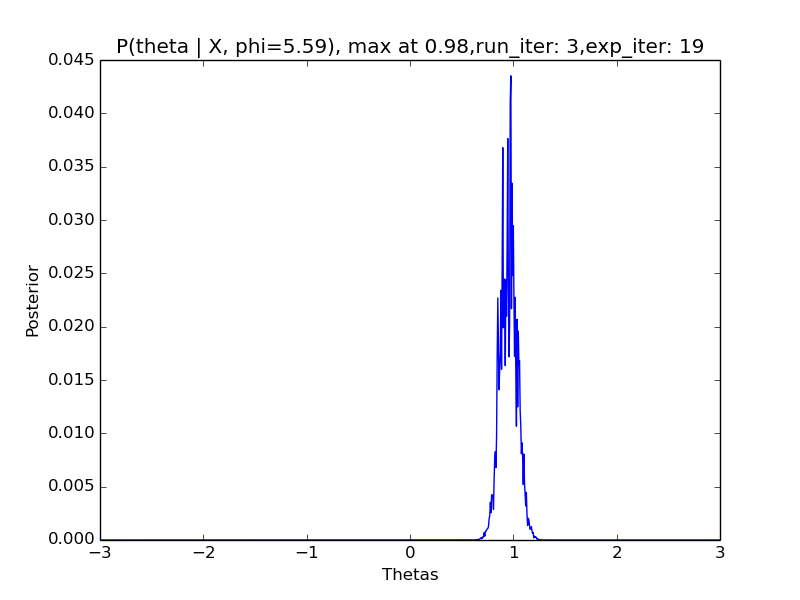 P(theta | X, phi=5.59), max at 0.98,run_iter: 3,exp_iter: 19
0.045
0.040
0.035
0.030
0.025
0.020
0.015
0.010
0.005
0.000
Posterior
−3 −2 −1 0 1 2 3
Thetas